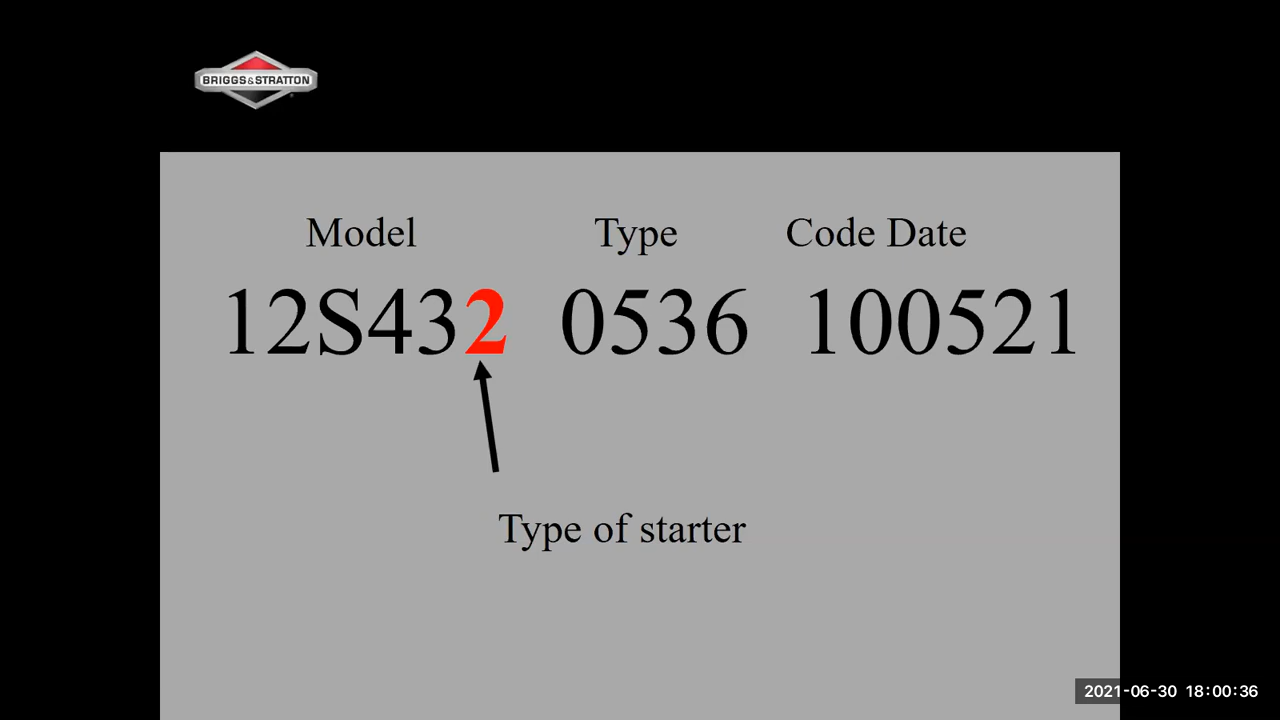 BRIGGS&STRATTON
Model Type Code Date
12S432 0536 100521
Type of starter
2021-06-30 18:00:36